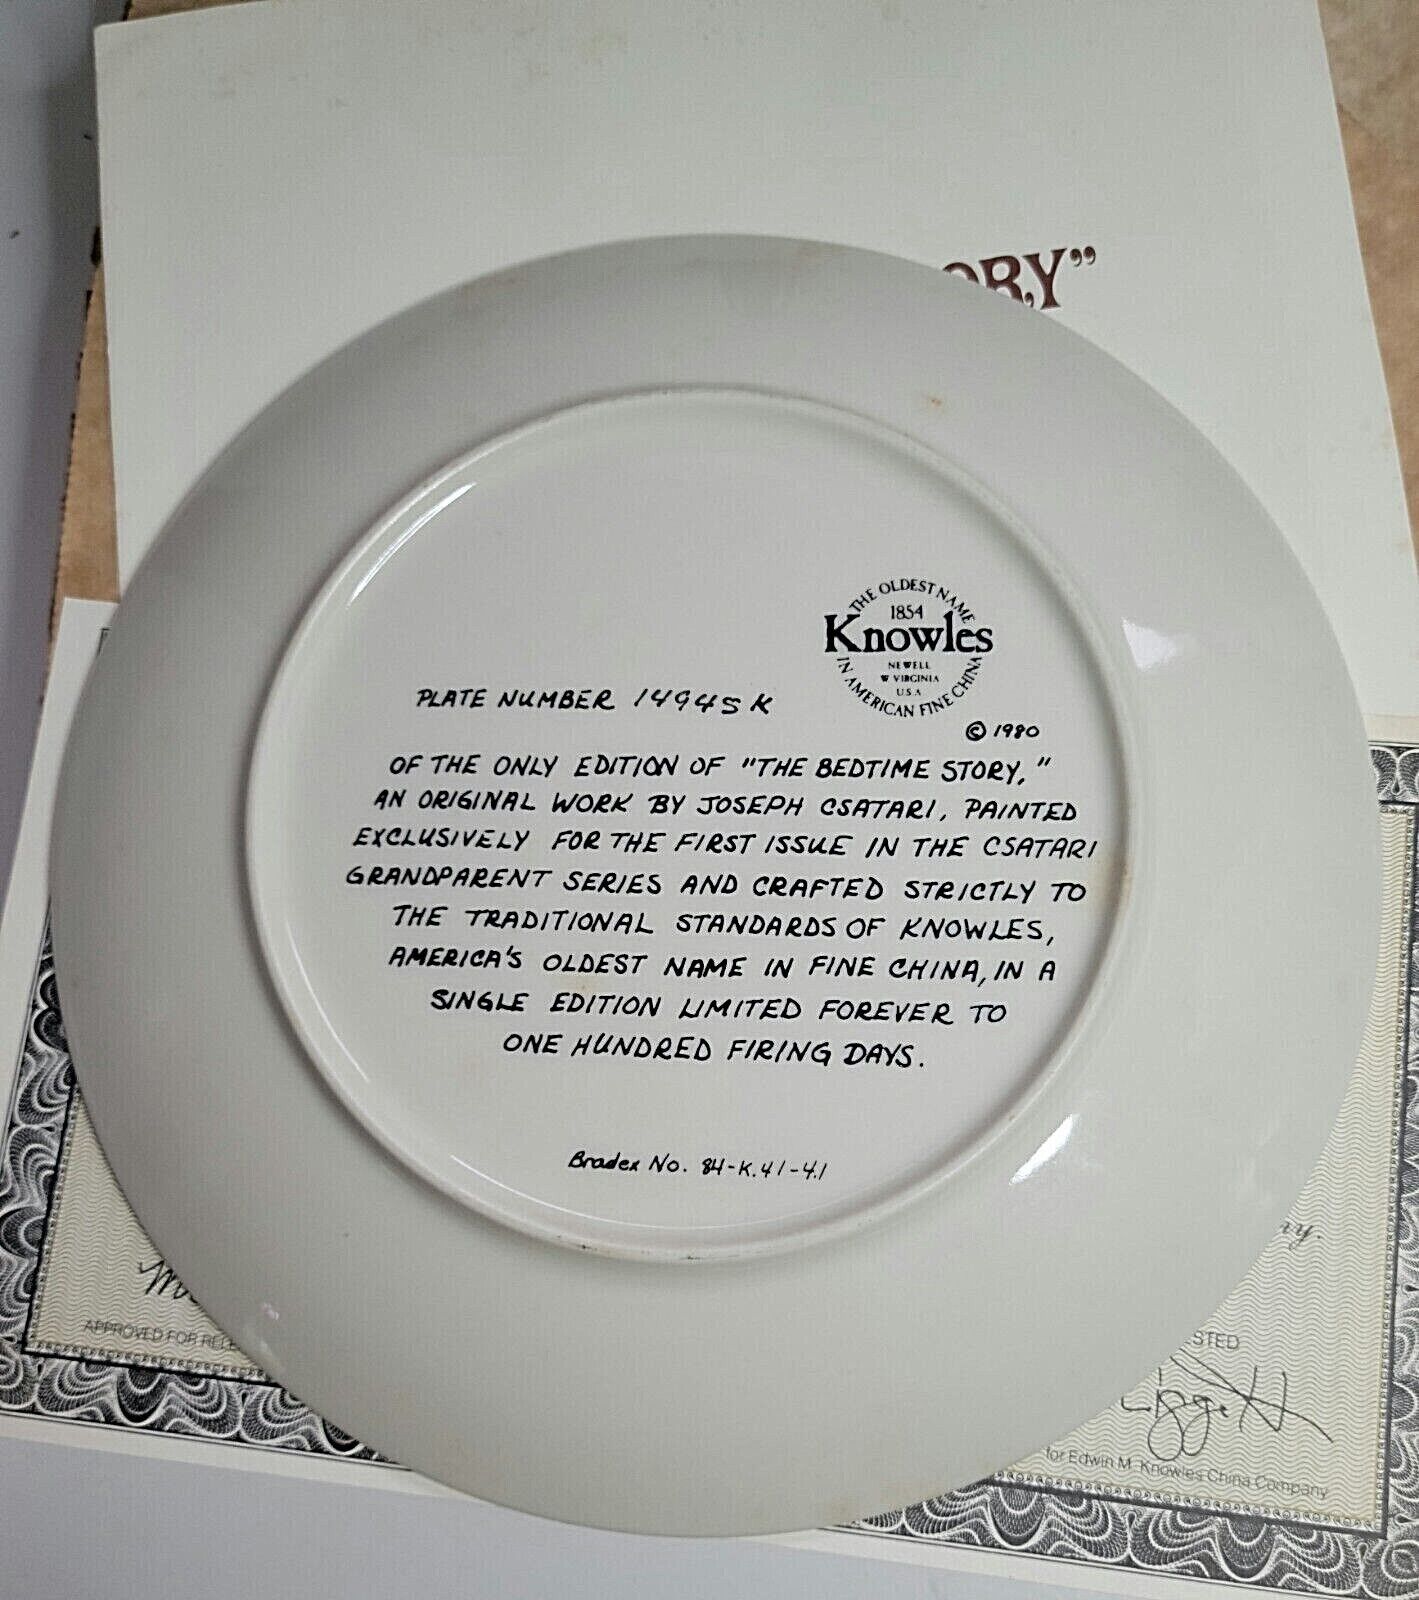 ORY”
THE OLDEST NAME
1854
Knowles
NEWELL
W VIRGINIA
U.S.A
IN AMERICAN FINE CHINA
© 1980
PLATE NUMBER 14945 K
OF THE ONLY EDITION OF "THE BEDTIME STORY,"
AN ORIGINAL WORK BY JOSEPH CSATARI, PAINTED
EXCLUSIVELY FOR THE FIRST ISSUE IN THE CSATARI
GRANDPARENT SERIES AND CRAFTED STRICTLY TO
THE TRADITIONAL STANDARDS OF KNOWLES,
AMERICA'S OLDEST NAME IN FINE CHINA, IN A
SINGLE EDITION LIMITED FOREVER TO
ONE HUNDRED FIRING DAYS.
Bradex No. 84-K.41-4.1
ny.
APPROVED FOR RELE
STED
for Edwin M. Knowles China Company